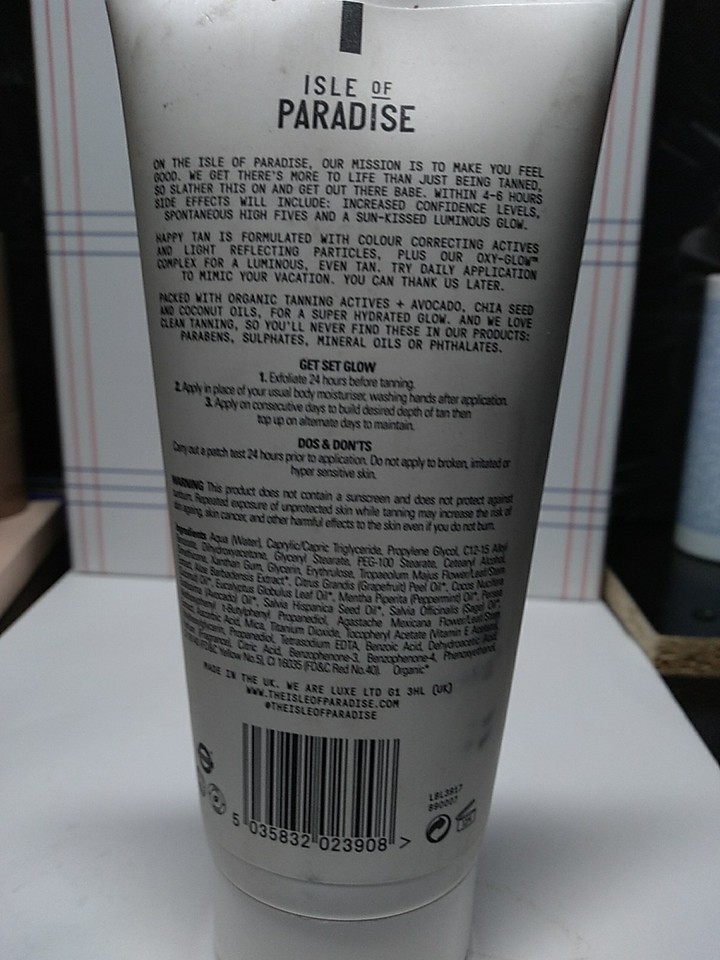 ISLE OF
PARADISE
ON THE ISLE OF PARADISE, OUR MISSION IS TO MAKE YOU FEEL
GOOD. WE GET THERE'S MORE TO LIFE THAN JUST BEING TANNED,
SO SLATHER THIS ON AND GET OUT THERE BABE. WITHIN 4-6 HOURS
SIDE EFFECTS WILL INCLUDE: INCREASED CONFIDENCE LEVELS,
SPONTANEOUS HIGH FIVES AND A SUN-KISSED LUMINOUS GLOW.
HAPPY TAN IS FORMULATED WITH COLOUR CORRECTING ACTIVES
AND LIGHT REFLECTING PARTICLES, PLUS OUR OXY-GLOW™
COMPLEX FOR A LUMINOUS, EVEN TAN. TRY DAILY APPLICATION
TO MIMIC YOUR VACATION. YOU CAN THANK US LATER.
PACKED WITH ORGANIC TANNING ACTIVES + AVOCADO, CHIA SEED
AND COCONUT OILS, FOR A SUPER HYDRATED GLOW. AND WE LOVE
CLEAN TANNING, SO YOU'LL NEVER FIND THESE IN OUR PRODUCTS:
PARABENS, SULPHATES, MINERAL OILS OR PHTHALATES.
GET SET GLOW
1. Exfoliate 24 hours before tanning.
2. Apply in place of your usual body moisturiser, washing hands after application.
3. Apply on consecutive days to build desired depth of tan then
top up on alternate days to maintain.
DOS & DON'TS
Carry out a patch test 24 hours prior to application. Do not apply to broken, irritated or
hyper sensitive skin.
WARNING This product does not contain a sunscreen and does not protect against
sunburn. Repeated exposure of unprotected skin while tanning may increase the risk of
skin ageing, skin cancer, and other harmful effects to the skin even if you do not burn.
Ingredients Aqua (Water), Caprylic/Capric Triglyceride, Propylene Glycol, C12-15 Alkyl
Dihydroxyacetone, Glyceryl Stearate, PEG-100 Stearate, Cetearyl Alcohol,
Dimethicone, Xanthan Gum, Glycerin, Erythrulose, Tropaeolum Majus Flower/Leaf/Stem
Aloe Barbadensis Extract*, Citrus Grandis (Grapefruit) Peel Oil*, Cocos Nucifera
Oil*, Eucalyptus Globulus Leaf Oil*, Mentha Piperita (Peppermint) Oil*, Persea
(Avocado) Oil*, Salvia Hispanica Seed Oil*, Salvia Officinalis (Sage) Oil*,
t-Butylphenyl Propanediol, Agastache Mexicana Flower/Leaf/Stem
Ascorbic Acid, Mica, Titanium Dioxide, Tocopheryl Acetate (Vitamin E Acetate),
Propanediol, Tetrasodium EDTA, Benzoic Acid, Dehydroacetic Acid,
(Fragrance), Citric Acid, Benzophenone-3, Benzophenone-4, Phenoxyethanol,
(FD&C Yellow No.5), CI 16035 (FD&C Red No.40). Organic*
MADE IN THE UK. WE ARE LUXE LTD G1 3HL (UK)
WWW.THEISLEOFPARADISE.COM
@THEISLEOFPARADISE
LBL3917
890007
5 035832 023908 >